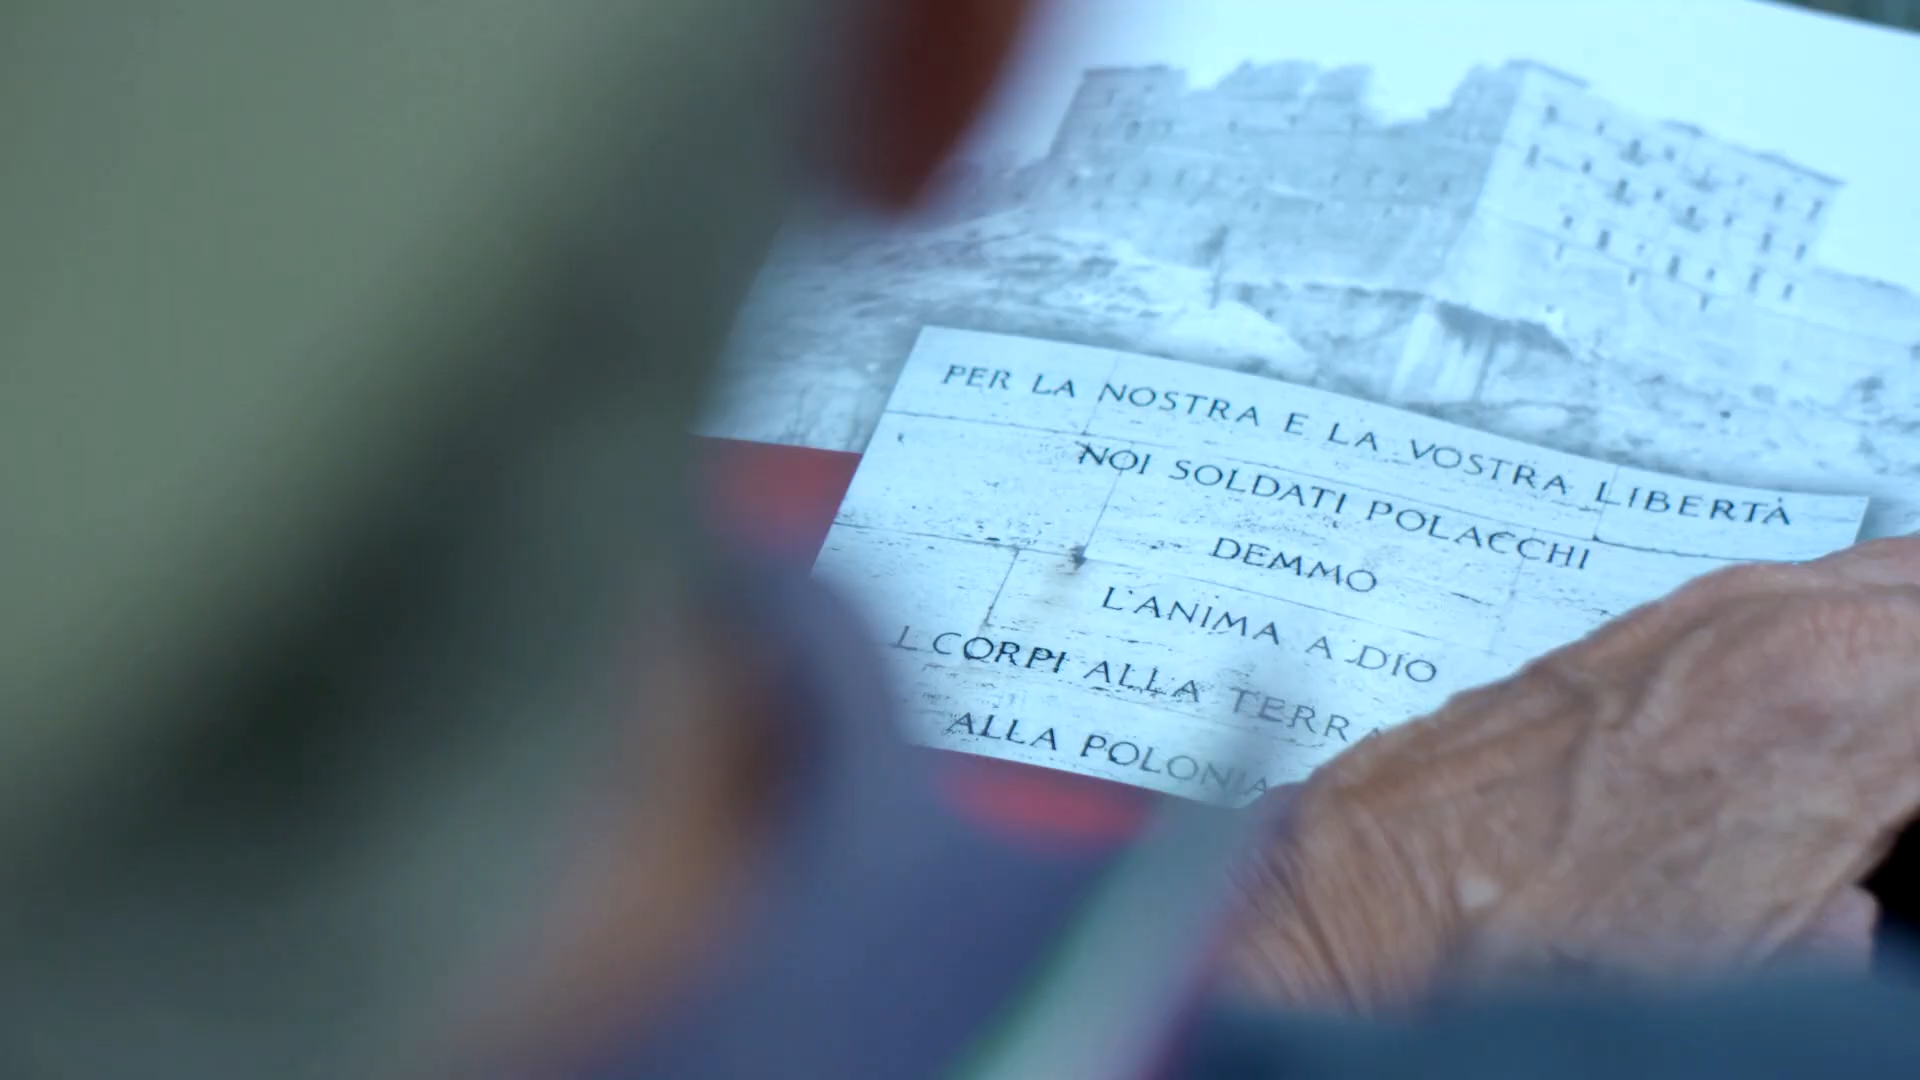 PER LA NOSTRA E LA VOSTRA LIBERTÀ
NOI SOLDATI POLACCHI
DEMMO
L'ANIMA A DIO
I CORPI ALLA TERRA
ALLA POLONIA